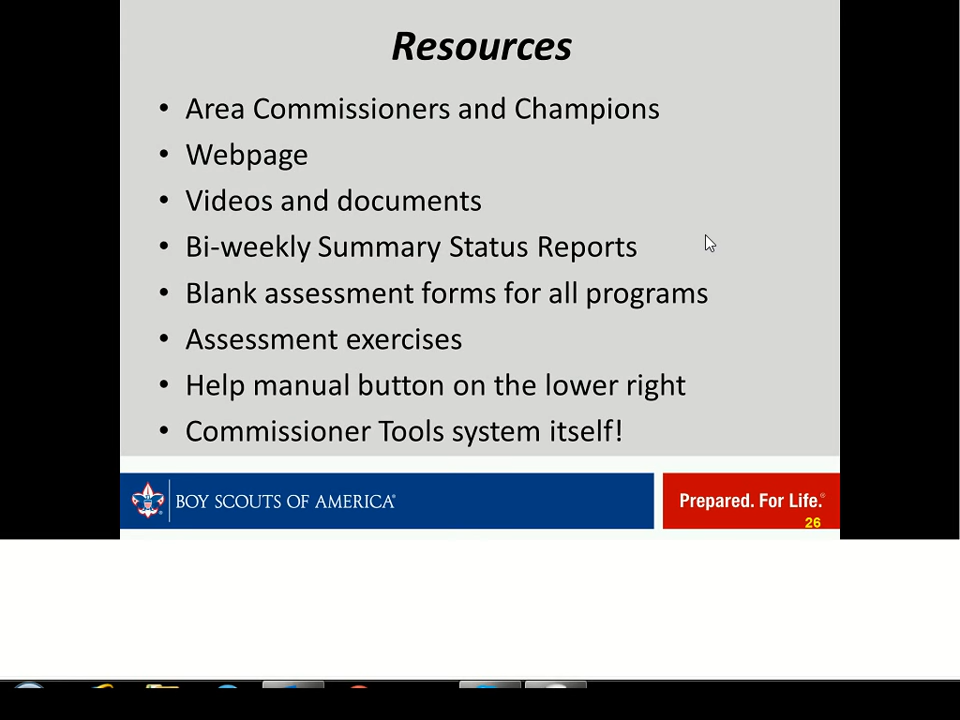 Resources
• Area Commissioners and Champions
• Webpage
• Videos and documents
• Bi-weekly Summary Status Reports
• Blank assessment forms for all programs
• Assessment exercises
• Help manual button on the lower right
• Commissioner Tools system itself!
BOY SCOUTS OF AMERICA®
Prepared. For Life.®
26